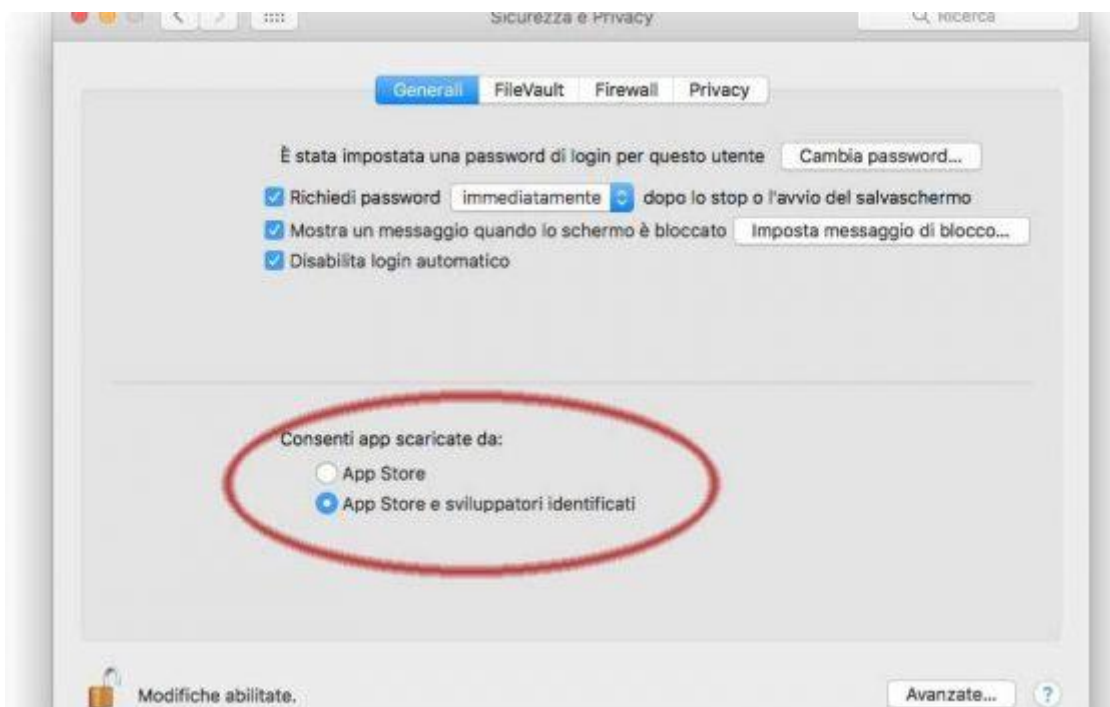 Sicurezza e Privacy
Ricerca
Generali FileVault Firewall Privacy
È stata impostata una password di login per questo utente Cambia password...
Richiedi password immediatamente dopo lo stop o l'avvio del salvaschermo
Mostra un messaggio quando lo schermo è bloccato Imposta messaggio di blocco...
Disabilita login automatico
Consenti app scaricate da:
App Store
App Store e sviluppatori identificati
Modifiche abilitate.
Avanzate... ?